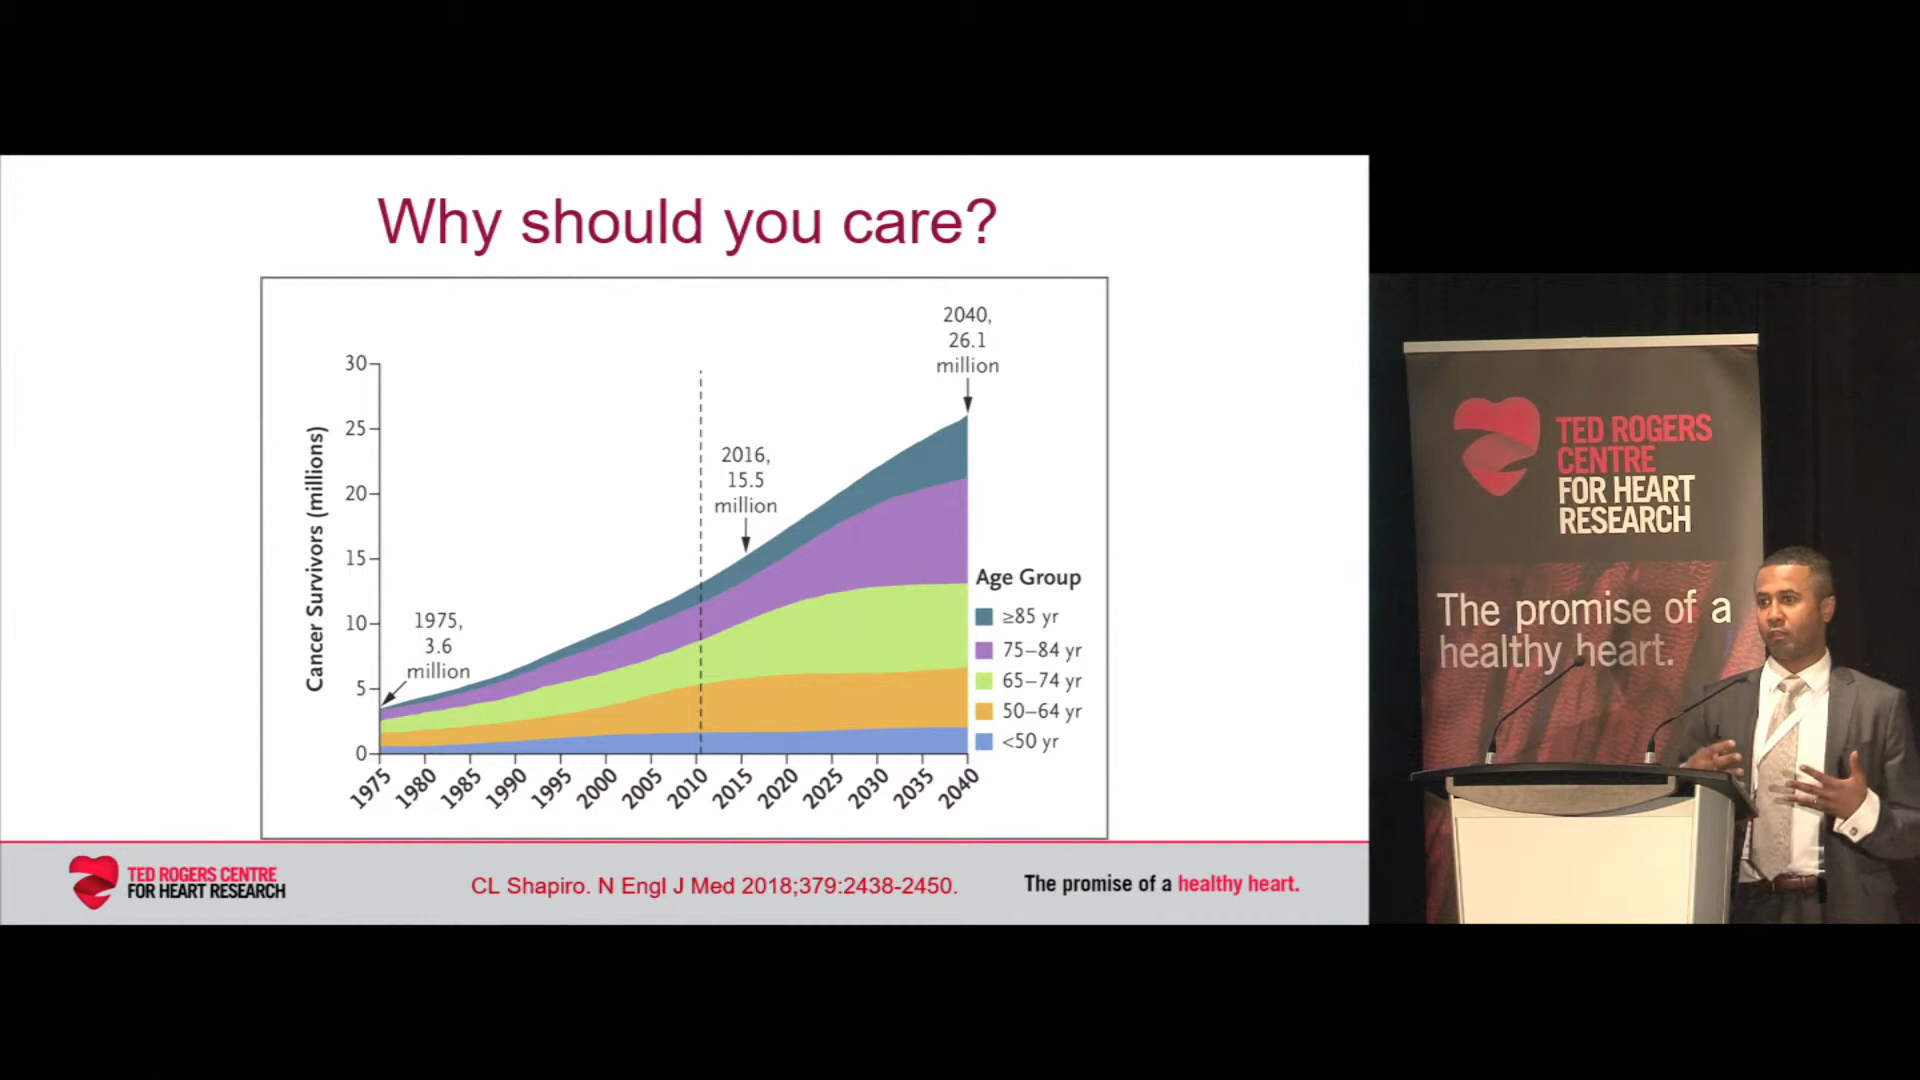 Why should you care?
2040,
26.1
million
30
25
20
15
10
5
0
Cancer Survivors (millions)
2016,
15.5
million
1975,
3.6
million
Age Group
≥85 yr
75–84 yr
65–74 yr
50–64 yr
<50 yr
1975 1980 1985 1990 1995 2000 2005 2010 2015 2020 2025 2030 2035 2040
TED ROGERS CENTRE
FOR HEART RESEARCH
CL Shapiro. N Engl J Med 2018;379:2438-2450.
The promise of a healthy heart.
TED ROGERS
CENTRE
FOR HEART
RESEARCH
The promise of a
healthy heart.